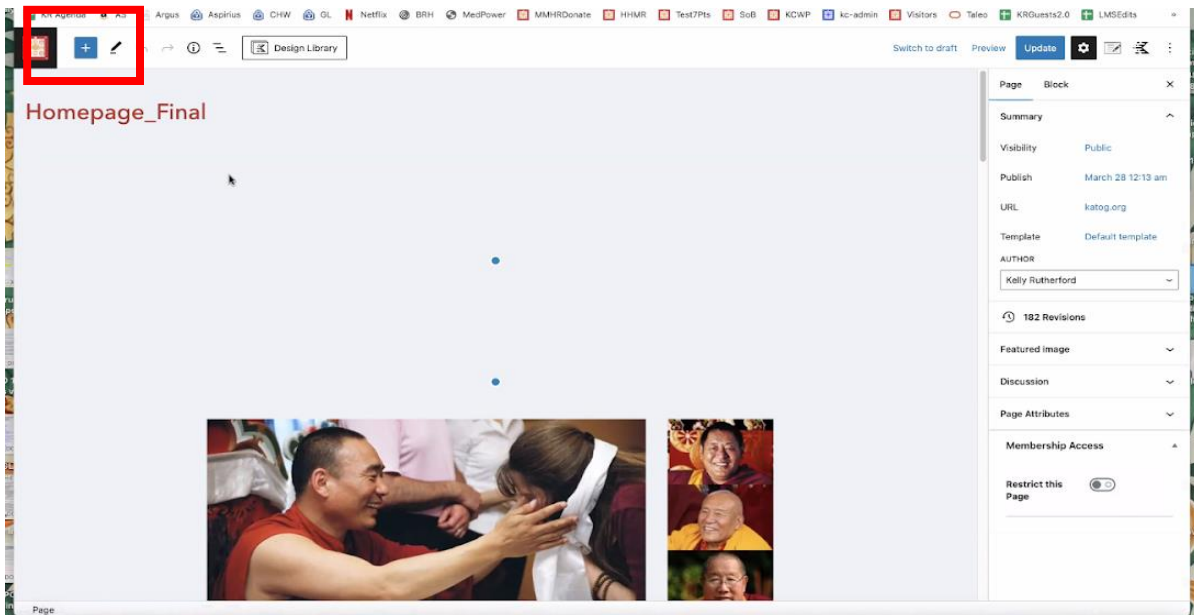 KR Agenda AS Argus Aspirius CHW GL Netflix BRH MedPower MMHRDonate HHMR Test7Pts SoB KCWP kc-admin Visitors Taleo KRGuests2.0 LMSEdits »
Design Library Switch to draft Preview Update
Page Block
Homepage_Final
Summary
Visibility Public
Publish March 28 12:13 am
URL katog.org
Template Default template
AUTHOR
Kelly Rutherford
182 Revisions
Featured image
Discussion
Page Attributes
Membership Access
Restrict this
Page
Page